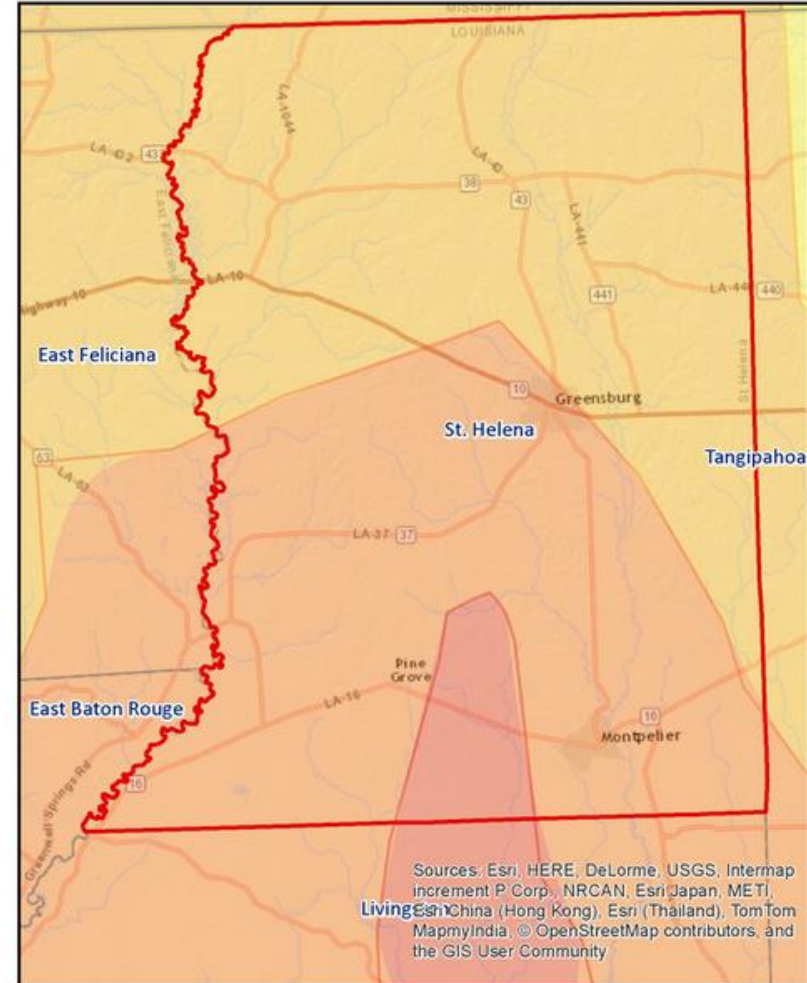 MISSISSIPPI
LOUISIANA
LA-1044
LA-432
432
LA-43
38
43
LA-441
East Feliciana
LA-10
Highway-10
LA-440
440
441
East Feliciana
St Helena
10
Greensburg
St. Helena
63
LA-63
Tangipahoa
LA-37
37
Pine
Grove
East Baton Rouge
LA-16
16
Montpelier
16
Greenwell Springs Rd
Sources: Esri, HERE, DeLorme, USGS, Intermap
increment P Corp., NRCAN, Esri Japan, METI,
Esri China (Hong Kong), Esri (Thailand), TomTom
MapmyIndia, © OpenStreetMap contributors, and
the GIS User Community